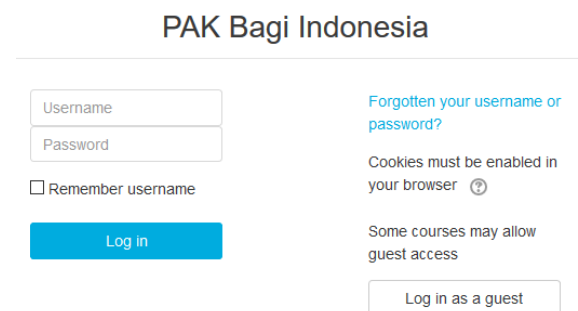 PAK Bagi Indonesia
Username
Password
Remember username
Log in
Forgotten your username or
password?
Cookies must be enabled in
your browser
Some courses may allow
guest access
Log in as a guest